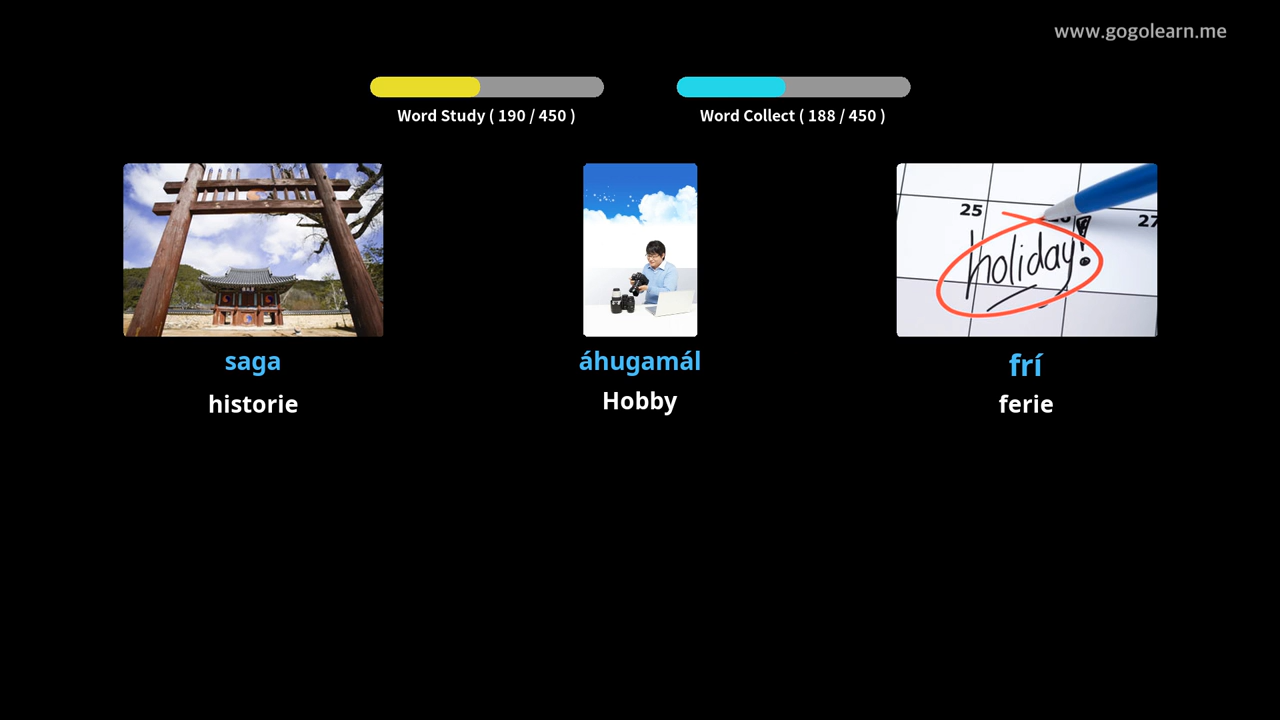 www.gogolearn.me
Word Study ( 190 / 450 )
Word Collect ( 188 / 450 )
25
27
holiday!
saga
áhugamál
frí
historie
Hobby
ferie